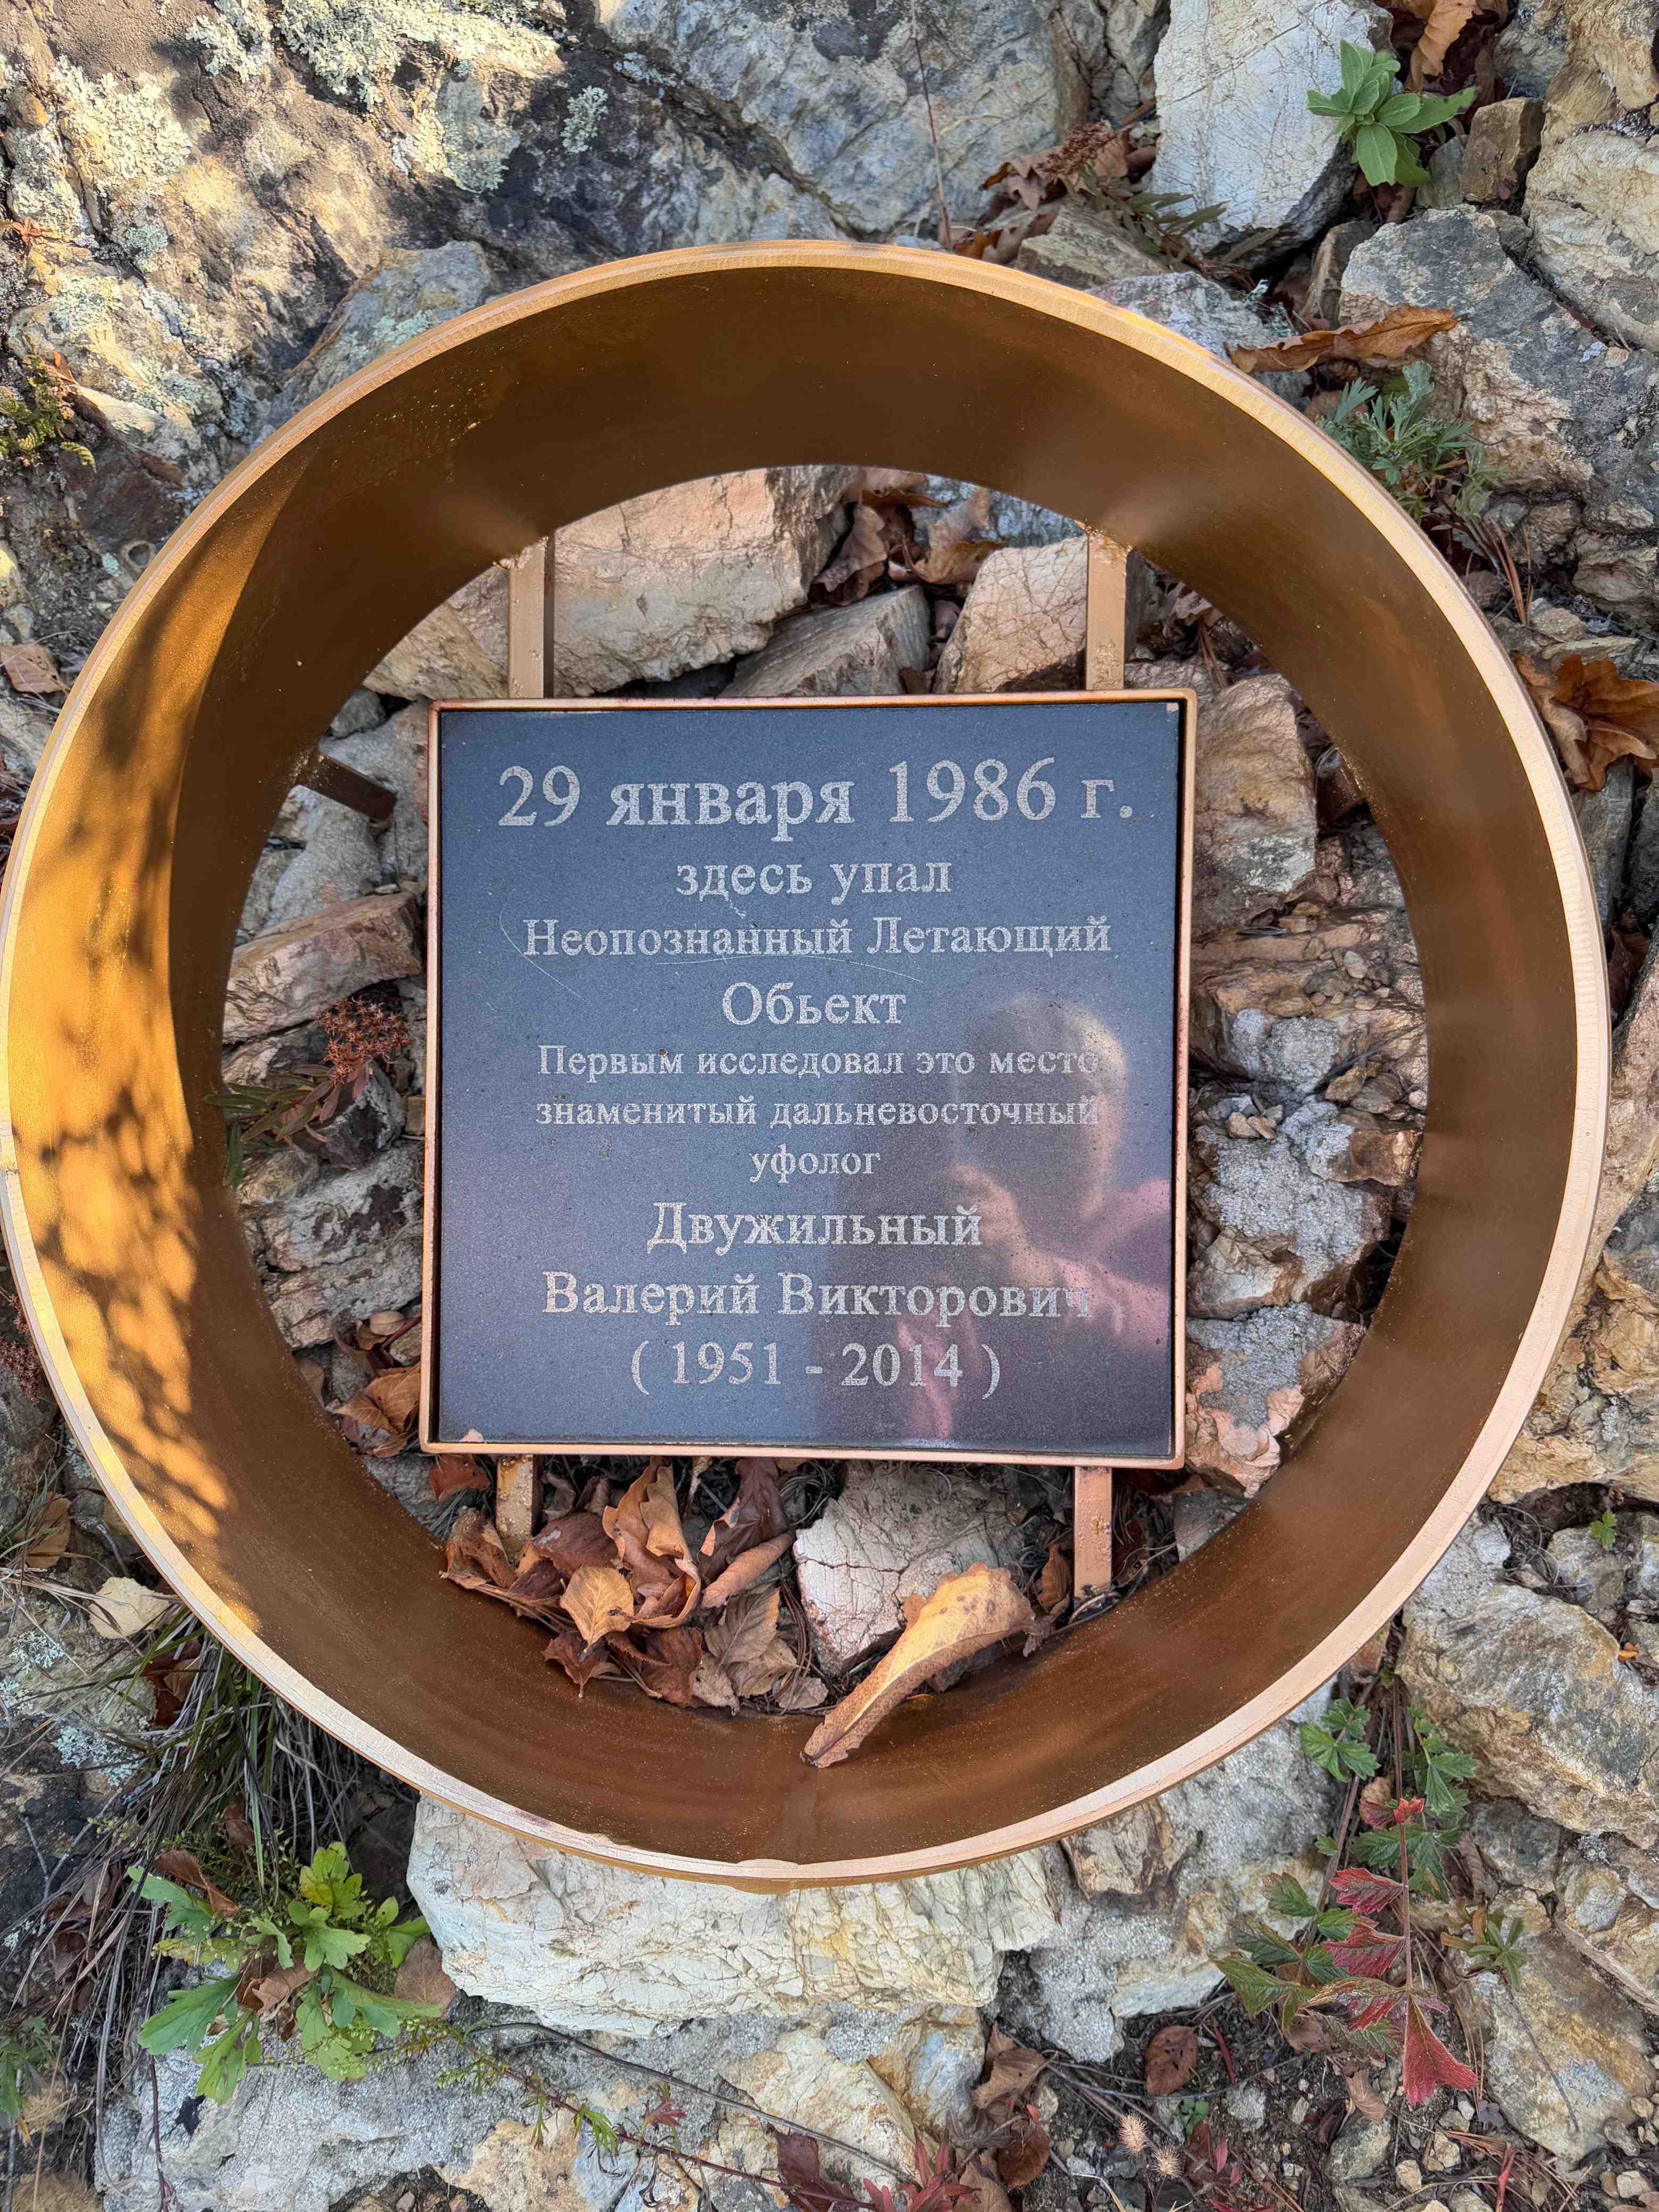 29 января 1986 г.
здесь упал
Неопознанный Летающий
Обьект
Первым исследовал это место
знаменитый дальневосточный
уфолог
Двужильный
Валерий Викторович
( 1951 - 2014 )